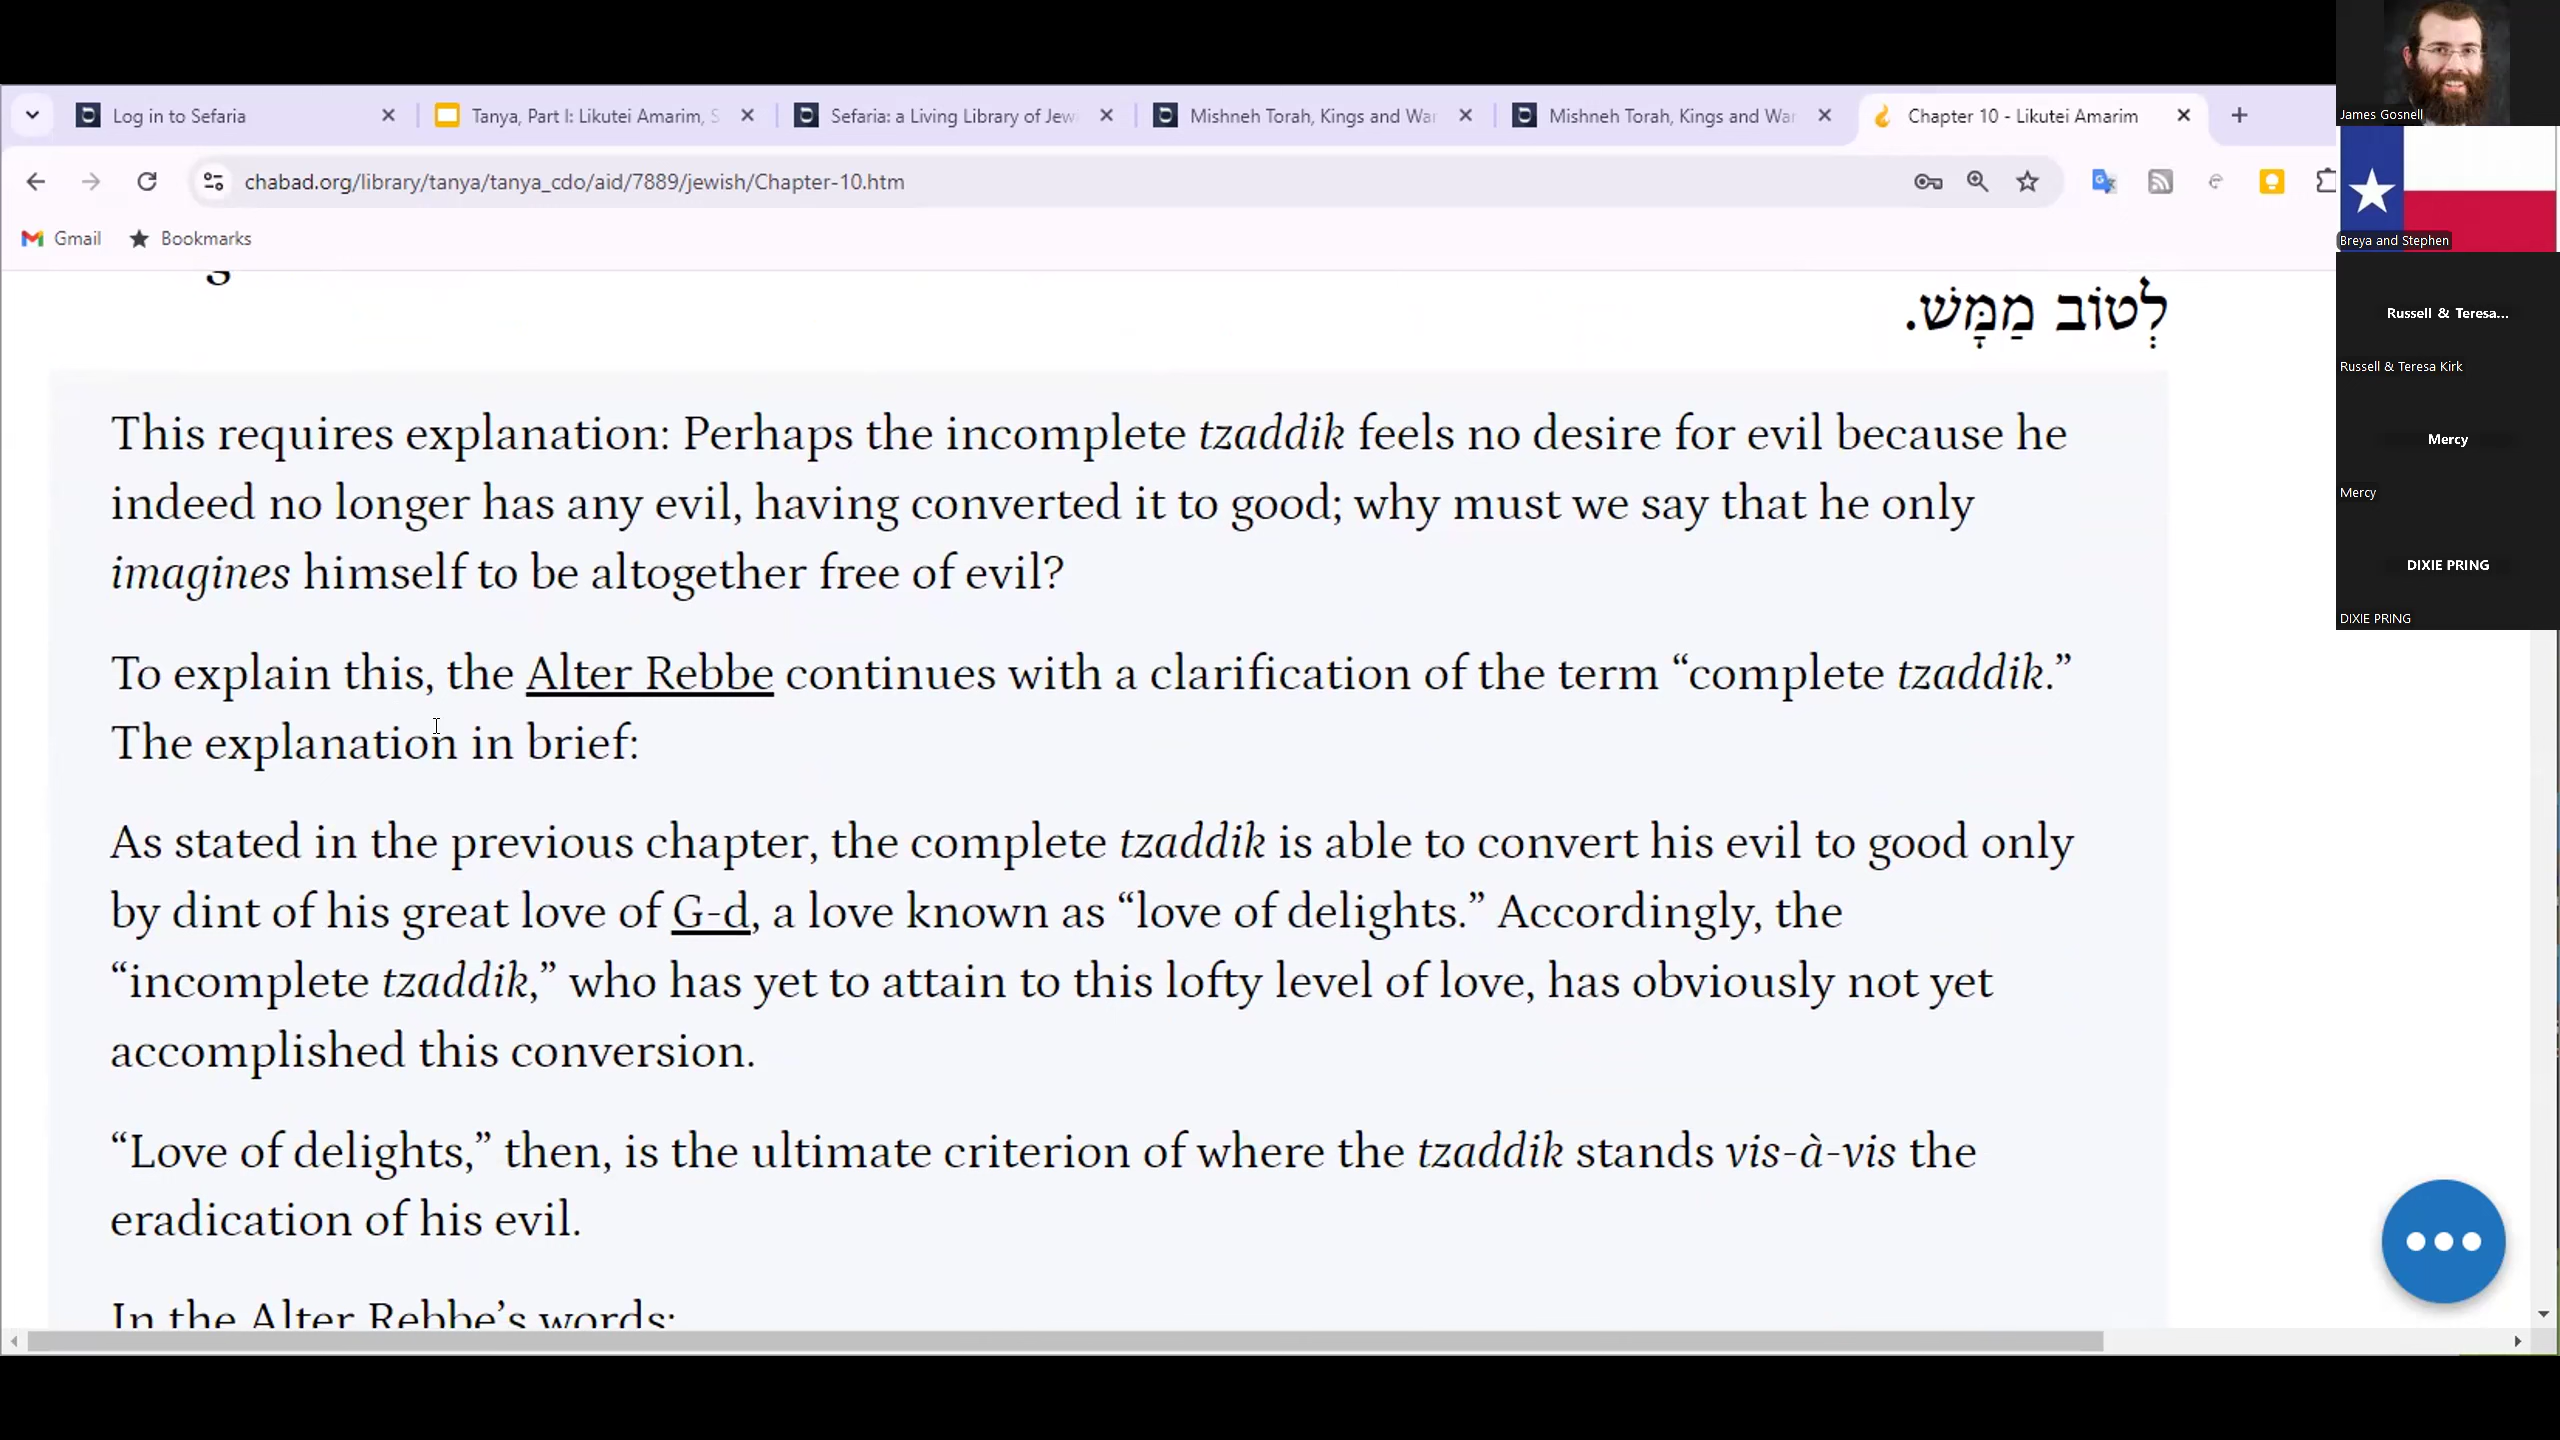 Log in to Sefaria
Tanya, Part I: Likutei Amarim, S
Sefaria: a Living Library of Jew
Mishneh Torah, Kings and War
Mishneh Torah, Kings and War
Chapter 10 - Likutei Amarim
chabad.org/library/tanya/tanya_cdo/aid/7889/jewish/Chapter-10.htm
Gmail
Bookmarks
לְטוֹב מַמָּשׁ.
This requires explanation: Perhaps the incomplete tzaddik feels no desire for evil because he
indeed no longer has any evil, having converted it to good; why must we say that he only
imagines himself to be altogether free of evil?
To explain this, the Alter Rebbe continues with a clarification of the term “complete tzaddik.”
The explanation in brief:
As stated in the previous chapter, the complete tzaddik is able to convert his evil to good only
by dint of his great love of G-d, a love known as “love of delights.” Accordingly, the
“incomplete tzaddik,” who has yet to attain to this lofty level of love, has obviously not yet
accomplished this conversion.
“Love of delights,” then, is the ultimate criterion of where the tzaddik stands vis-à-vis the
eradication of his evil.
In the Alter Rebbe’s words:
James Gosnell
Breya and Stephen
Russell & Teresa...
Russell & Teresa Kirk
Mercy
Mercy
DIXIE PRING
DIXIE PRING